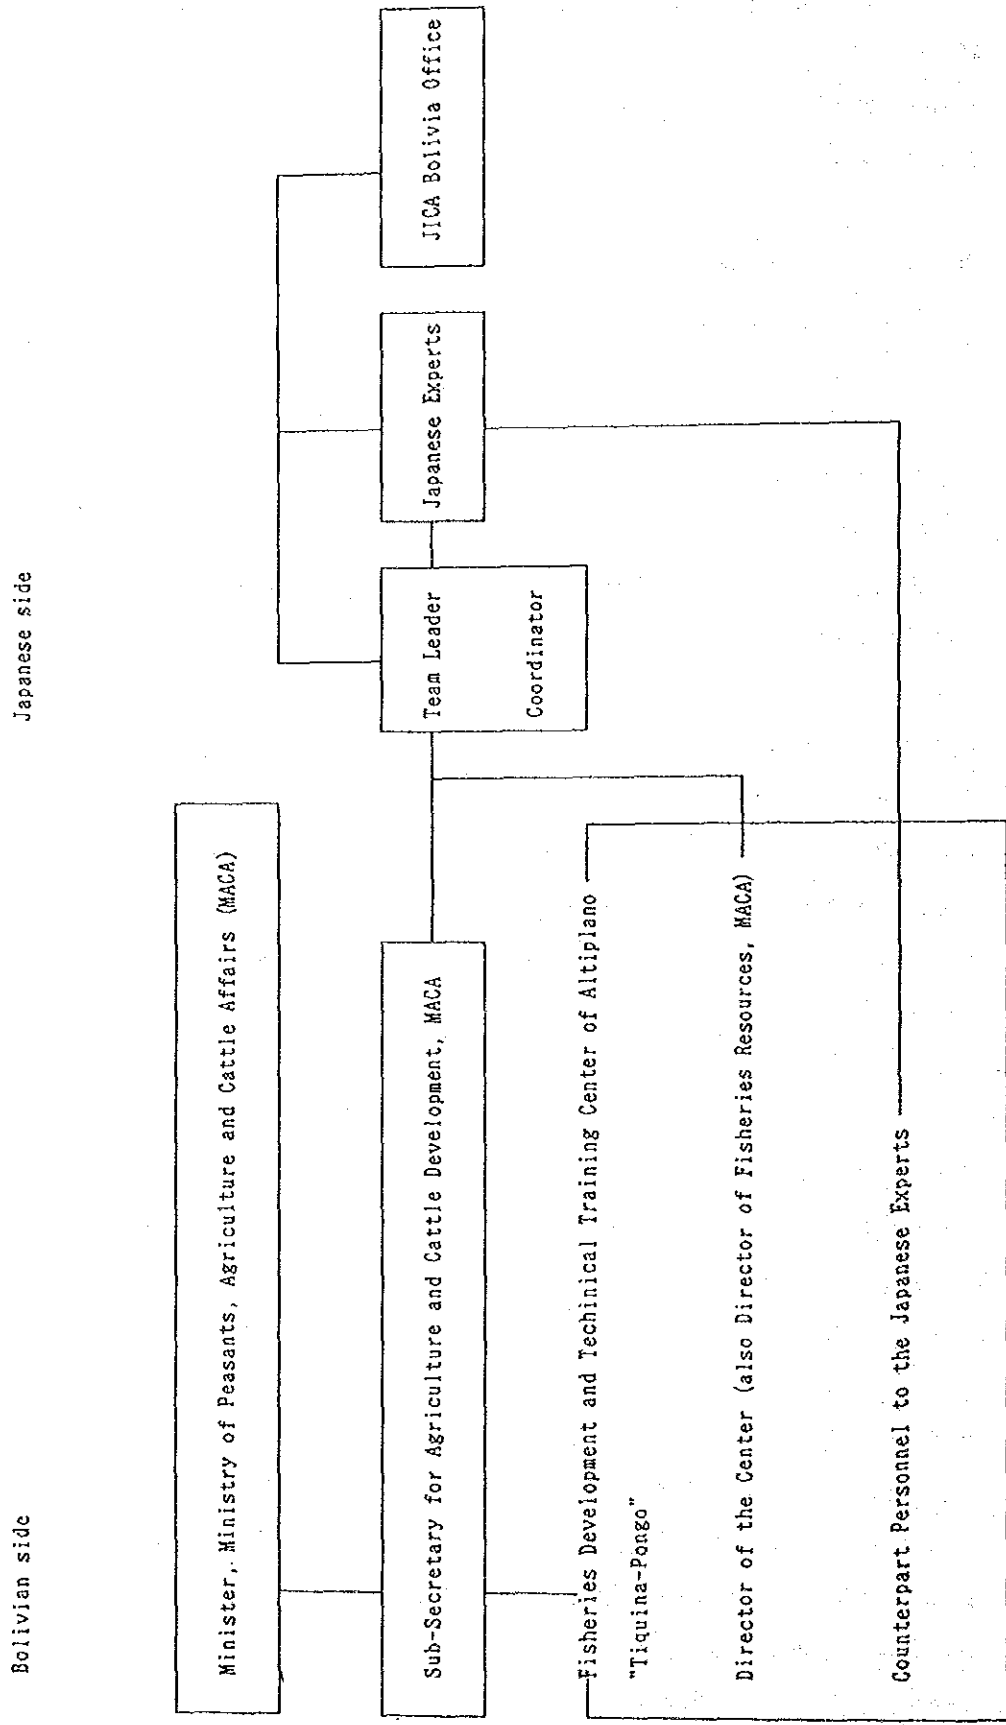 Bolivian side
Japanese side
Minister, Ministry of Peasants, Agriculture and Cattle Affairs (MACA)
Sub-Secretary for Agriculture and Cattle Development, MACA
Team Leader
Coordinator
Japanese Experts
JICA Bolivia Office
Fisheries Development and Techinical Training Center of Altiplano
"Tiquina-Pongo"
Director of the Center (also Director of Fisheries Resources, MACA)
Counterpart Personnel to the Japanese Experts